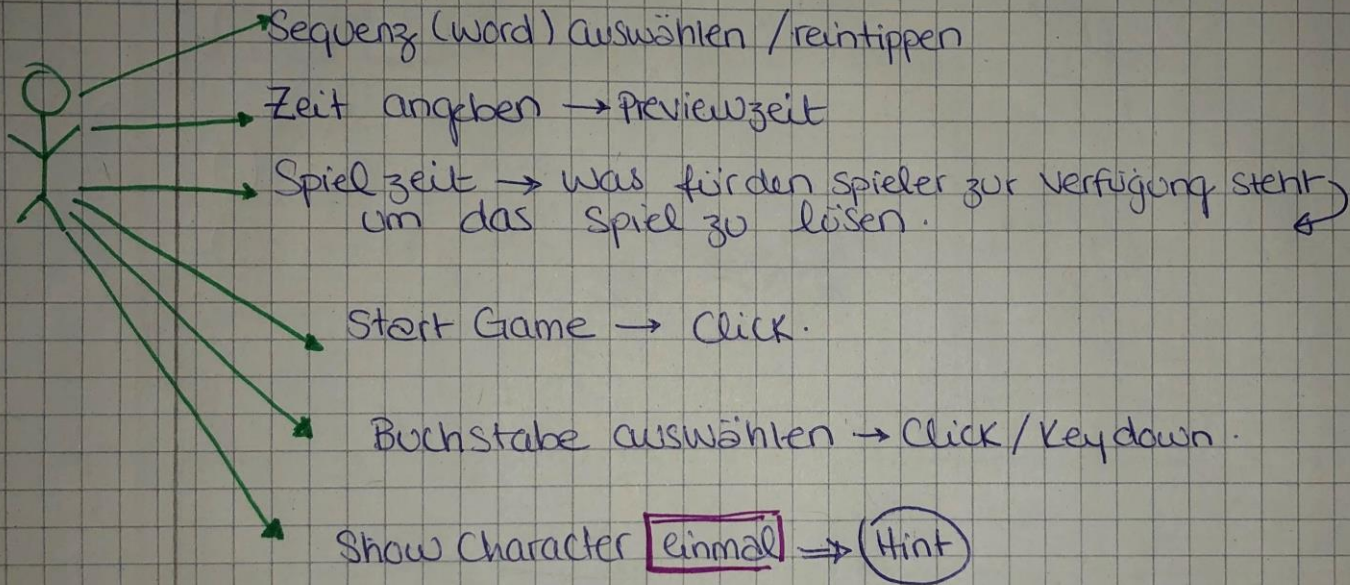 Sequenz (word) auswählen / reintippen
Zeit angeben → Previewzeit
Spielzeit → Was für den Spieler zur Verfügung steht
um das Spiel zu lösen.
Start Game → Click.
Buchstabe auswählen → Click / Keydown.
Show Character einmal ⇒ Hint